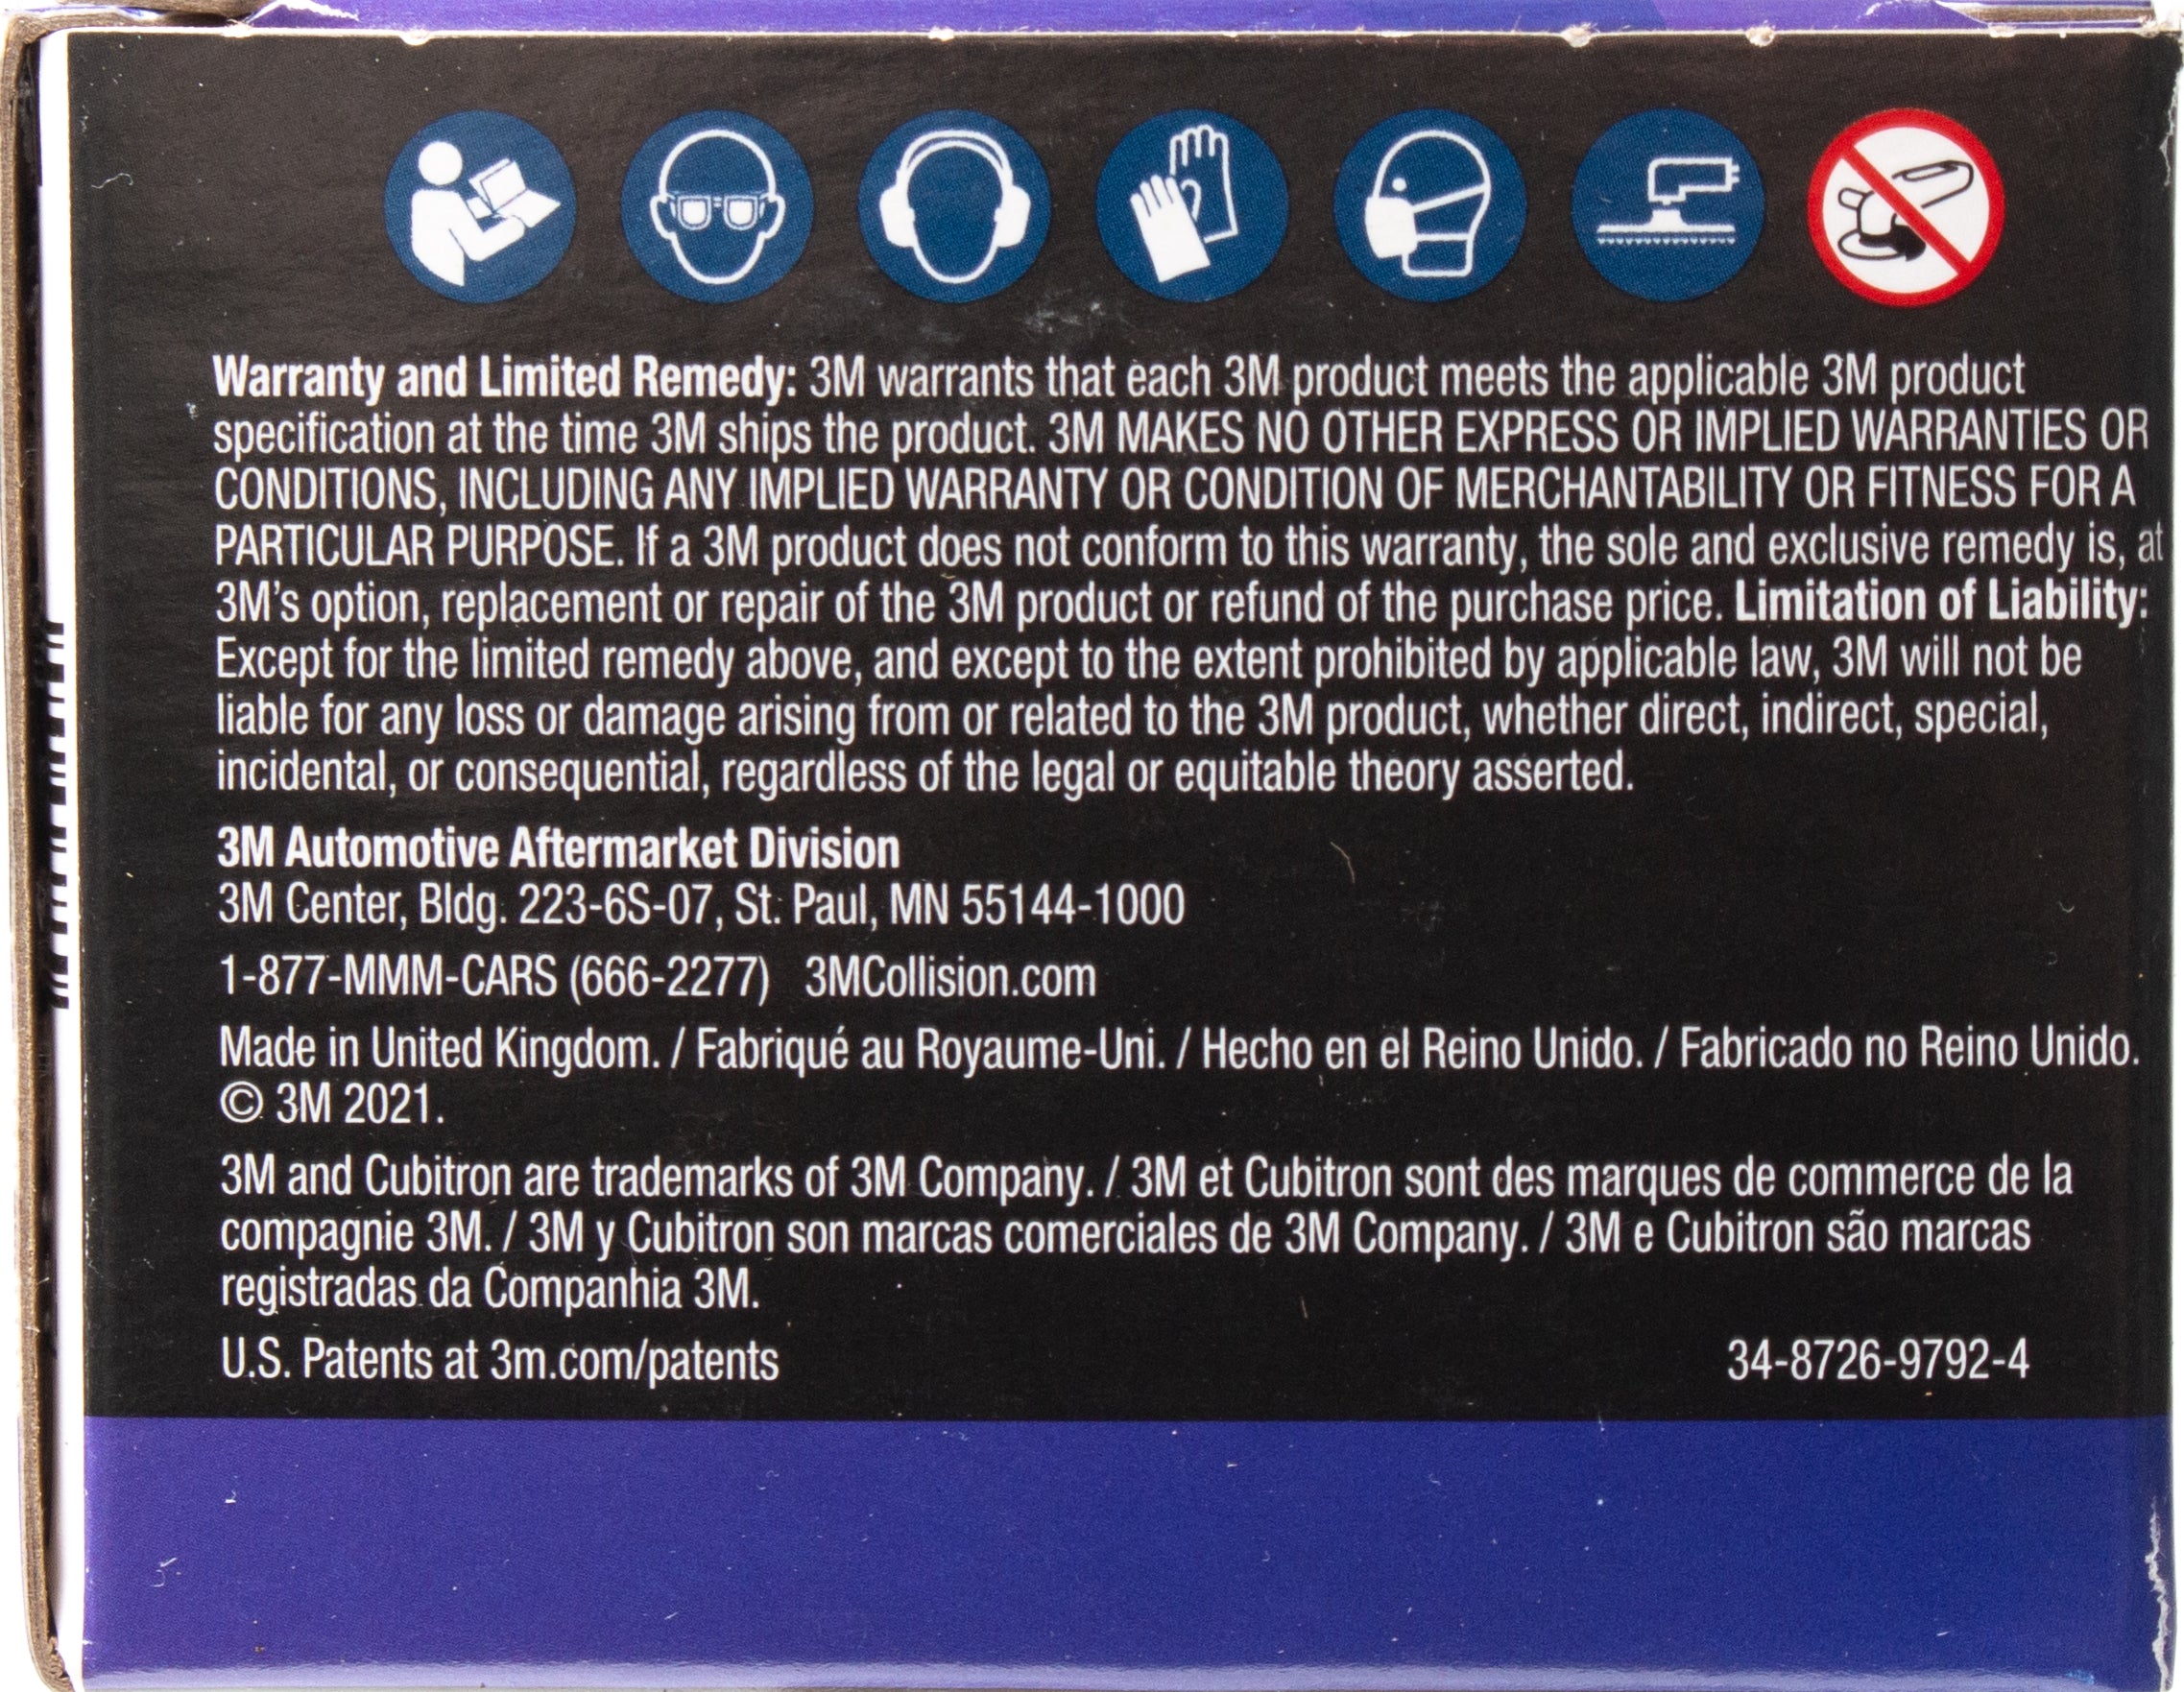 Warranty and Limited Remedy: 3M warrants that each 3M product meets the applicable 3M product
specification at the time 3M ships the product. 3M MAKES NO OTHER EXPRESS OR IMPLIED WARRANTIES OR
CONDITIONS, INCLUDING ANY IMPLIED WARRANTY OR CONDITION OF MERCHANTABILITY OR FITNESS FOR A
PARTICULAR PURPOSE. If a 3M product does not conform to this warranty, the sole and exclusive remedy is, at
3M's option, replacement or repair of the 3M product or refund of the purchase price. Limitation of Liability:
Except for the limited remedy above, and except to the extent prohibited by applicable law, 3M will not be
liable for any loss or damage arising from or related to the 3M product, whether direct, indirect, special,
incidental, or consequential, regardless of the legal or equitable theory asserted.
3M Automotive Aftermarket Division
3M Center, Bldg. 223-6S-07, St. Paul, MN 55144-1000
1-877-MMM-CARS (666-2277) 3MCollision.com
Made in United Kingdom. / Fabriqué au Royaume-Uni. / Hecho en el Reino Unido. / Fabricado no Reino Unido.
© 3M 2021.
3M and Cubitron are trademarks of 3M Company. / 3M et Cubitron sont des marques de commerce de la
compagnie 3M. / 3M y Cubitron son marcas comerciales de 3M Company. / 3M e Cubitron são marcas
registradas da Companhia 3M.
U.S. Patents at 3m.com/patents 34-8726-9792-4